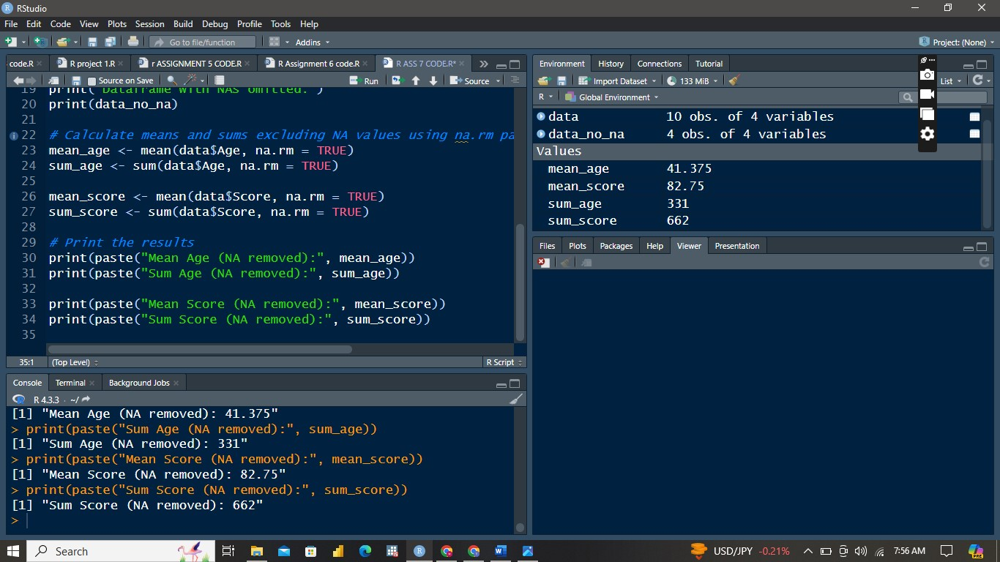 RStudio
File Edit Code View Plots Session Build Debug Profile Tools Help
Go to file/function Addins Project: (None)
code.R R project 1.R r ASSIGNMENT 5 CODE.R R Assignment 6 code.R R ASS 7 CODE.R*
Source on Save Run Source
19 print("Dataframe with NAs omitted:")
20 print(data_no_na)
21
22 # Calculate means and sums excluding NA values using na.rm pa
23 mean_age <- mean(data$Age, na.rm = TRUE)
24 sum_age <- sum(data$Age, na.rm = TRUE)
25
26 mean_score <- mean(data$Score, na.rm = TRUE)
27 sum_score <- sum(data$Score, na.rm = TRUE)
28
29 # Print the results
30 print(paste("Mean Age (NA removed):", mean_age))
31 print(paste("Sum Age (NA removed):", sum_age))
32
33 print(paste("Mean Score (NA removed):", mean_score))
34 print(paste("Sum Score (NA removed):", sum_score))
35
35:1 (Top Level) R Script
Console Terminal Background Jobs
R 4.3.3 · ~/
[1] "Mean Age (NA removed): 41.375"
> print(paste("Sum Age (NA removed):", sum_age))
[1] "Sum Age (NA removed): 331"
> print(paste("Mean Score (NA removed):", mean_score))
[1] "Mean Score (NA removed): 82.75"
> print(paste("Sum Score (NA removed):", sum_score))
[1] "Sum Score (NA removed): 662"
>
Environment History Connections Tutorial
Import Dataset 133 MiB List
R Global Environment
data 10 obs. of 4 variables
data_no_na 4 obs. of 4 variables
Values
mean_age 41.375
mean_score 82.75
sum_age 331
sum_score 662
Files Plots Packages Help Viewer Presentation
Search USD/JPY -0.21% 7:56 AM PRE